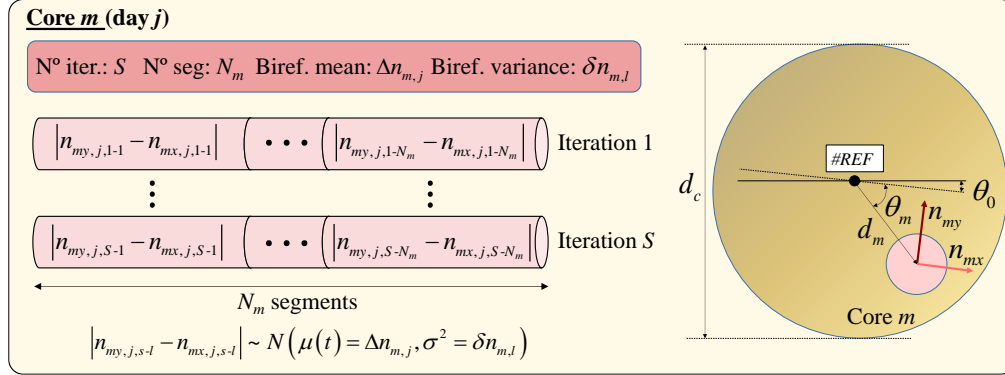 Core m (day j)
Nº iter.: S Nº seg: N_m Biref. mean: Δn_{m,j} Biref. variance: δn_{m,l}
|n_{my,j,1-1} − n_{mx,j,1-1}| • • • |n_{my,j,1-N_m} − n_{mx,j,1-N_m}| Iteration 1
|n_{my,j,S-1} − n_{mx,j,S-1}| • • • |n_{my,j,S-N_m} − n_{mx,j,S-N_m}| Iteration S
N_m segments
|n_{my,j,s-l} − n_{mx,j,s-l}| ~ N(μ(t) = Δn_{m,j}, σ² = δn_{m,l})
#REF
d_c
θ_0
θ_m
n_{my}
d_m
n_{mx}
Core m